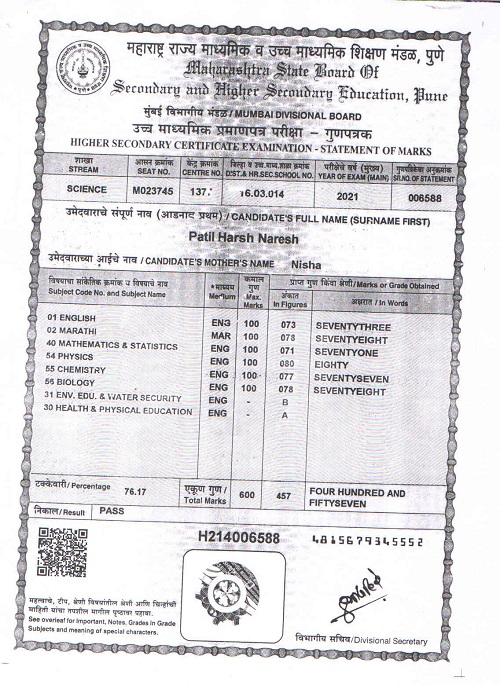 महाराष्ट्र राज्य माध्यमिक व उच्च माध्यमिक शिक्षण मंडळ, पुणे
Maharashtra State Board Of
Secondary and Higher Secondary Education, Pune
मुंबई विभागीय मंडळ / MUMBAI DIVISIONAL BOARD
उच्च माध्यमिक प्रमाणपत्र परीक्षा – गुणपत्रक
HIGHER SECONDARY CERTIFICATE EXAMINATION - STATEMENT OF MARKS
शाखा आसन क्रमांक केंद्र क्रमांक जिल्हा व उच्च माध्य.शाळा क्रमांक परीक्षेचे वर्ष (मुख्य) गुणपत्रिका अनुक्रमांक
STREAM SEAT NO. CENTRE NO. DIST. & HR.SEC.SCHOOL NO. YEAR OF EXAM (MAIN) SR.NO. OF STATEMENT
SCIENCE M023745 137. 16.03.014 2021 006588
उमेदवाराचे संपूर्ण नाव (आडनाव प्रथम) / CANDIDATE'S FULL NAME (SURNAME FIRST)
Patil Harsh Naresh
उमेदवाराच्या आईचे नाव / CANDIDATE'S MOTHER'S NAME Nisha
विषयाचा सांकेतिक क्रमांक व विषयाचे नाव माध्यम कमाल गुण प्राप्त गुण किंवा श्रेणी/Marks or Grade Obtained
Subject Code No. and Subject Name Medium Max. Marks अंकात In Figures अक्षरात / In Words
01 ENGLISH ENG 100 073 SEVENTYTHREE
02 MARATHI MAR 100 078 SEVENTYEIGHT
40 MATHEMATICS & STATISTICS ENG 100 071 SEVENTYONE
54 PHYSICS ENG 100 080 EIGHTY
55 CHEMISTRY ENG 100 077 SEVENTYSEVEN
56 BIOLOGY ENG 100 078 SEVENTYEIGHT
31 ENV. EDU. & WATER SECURITY ENG - B
30 HEALTH & PHYSICAL EDUCATION ENG - A
टक्केवारी / Percentage 76.17 एकूण गुण / Total Marks 600 457 FOUR HUNDRED AND
FIFTYSEVEN
निकाल / Result PASS
H214006588 4815679345552
महत्वाचे, टीप, श्रेणी विषयांतील श्रेणी आणि चिन्हांची
माहिती यांचा तपशील मागील पृष्ठावर पहावा.
See overleaf for Important, Notes, Grades in Grade
Subjects and meaning of special characters.
विभागीय सचिव/Divisional Secretary